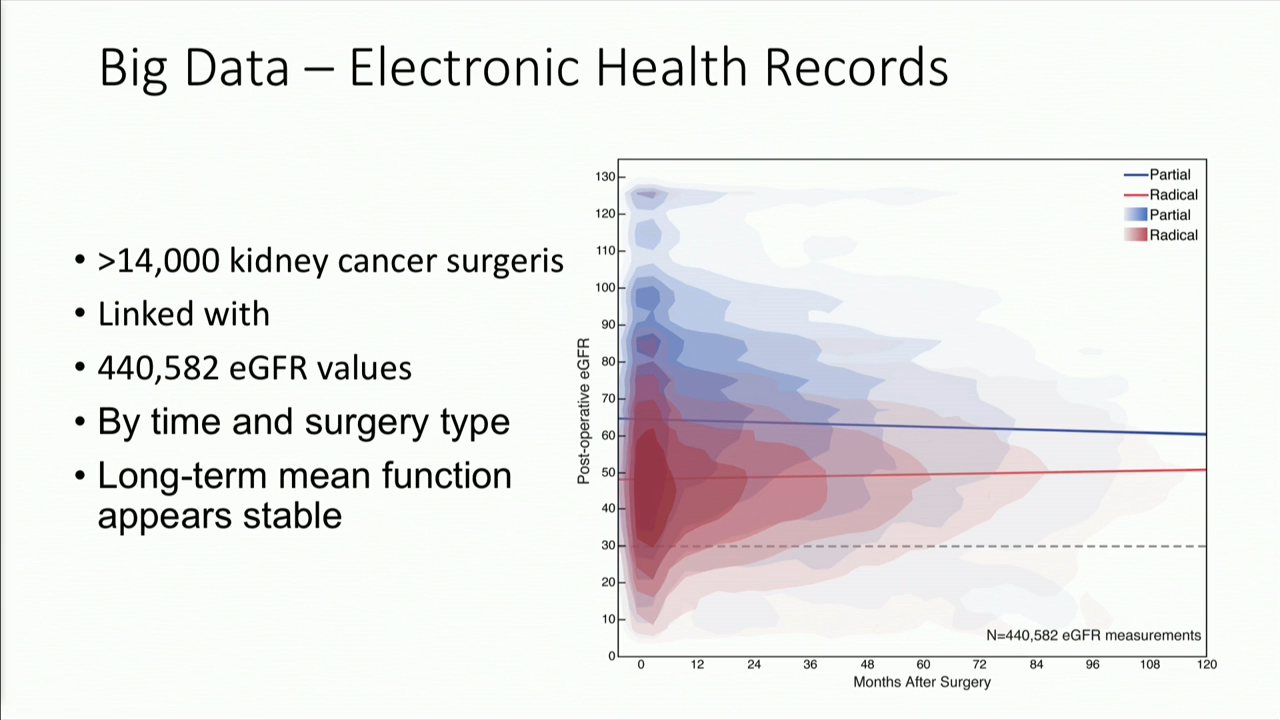 Big Data – Electronic Health Records
• >14,000 kidney cancer surgeris
• Linked with
• 440,582 eGFR values
• By time and surgery type
• Long-term mean function
appears stable
Post-operative eGFR
130
120
110
100
90
80
70
60
50
40
30
20
10
0
Partial
Radical
Partial
Radical
N=440,582 eGFR measurements
0 12 24 36 48 60 72 84 96 108 120
Months After Surgery